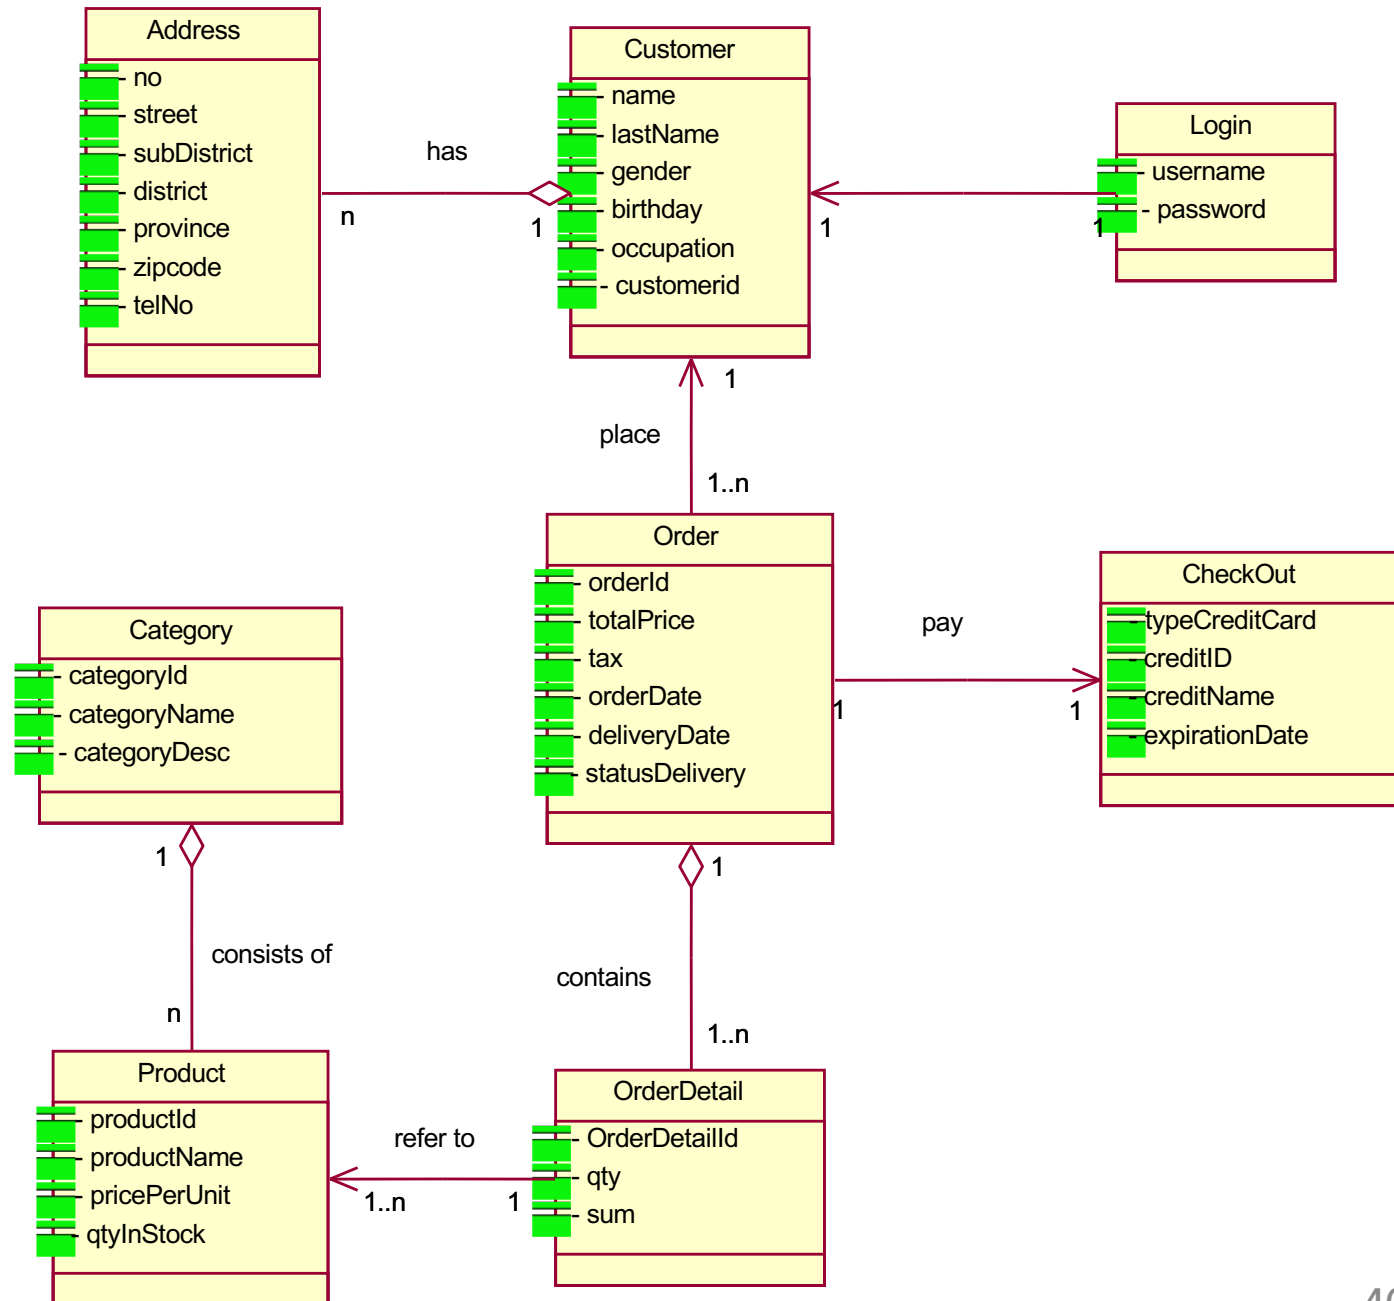 Address
- no
- street
- subDistrict
- district
- province
- zipcode
- telNo
has
n
1
Customer
- name
- lastName
- gender
- birthday
- occupation
- customerid
1
1
Login
- username
- password
1
place
1..n
Order
- orderId
- totalPrice
- tax
- orderDate
- deliveryDate
- statusDelivery
pay
1
1
CheckOut
- typeCreditCard
- creditID
- creditName
- expirationDate
Category
- categoryId
- categoryName
- categoryDesc
1
consists of
n
1
contains
1..n
Product
- productId
- productName
- pricePerUnit
- qtyInStock
refer to
1..n
1
OrderDetail
- OrderDetailId
- qty
- sum